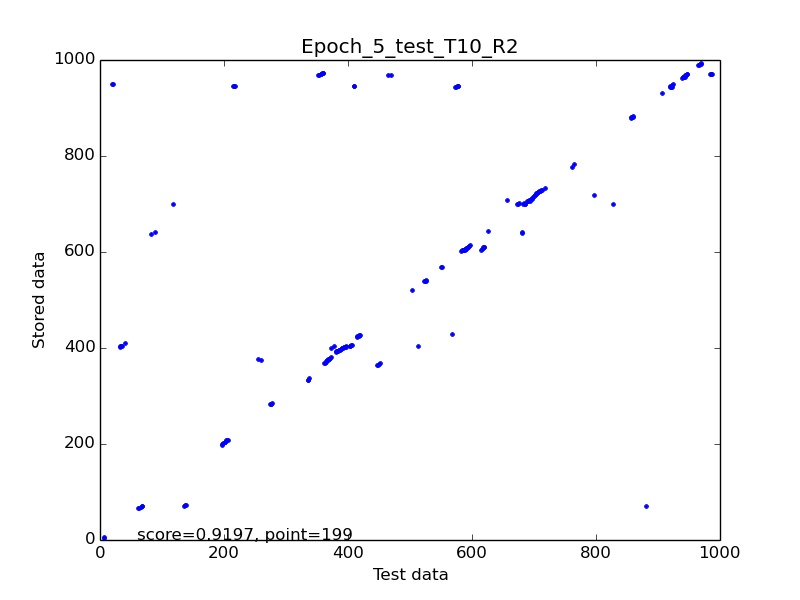 Epoch_5_test_T10_R2
1000
800
600
400
200
0
Stored data
score=0.9197, point=199
0 200 400 600 800 1000
Test data